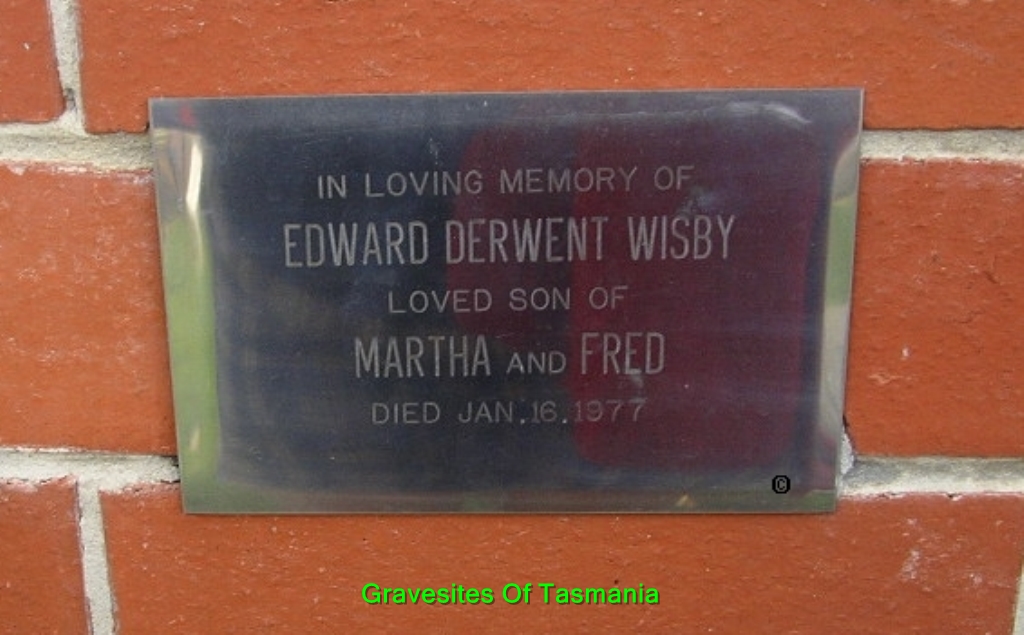 IN LOVING MEMORY OF
EDWARD DERWENT WISBY
LOVED SON OF
MARTHA AND FRED
DIED JAN.16.1977
©
Gravesites Of Tasmania